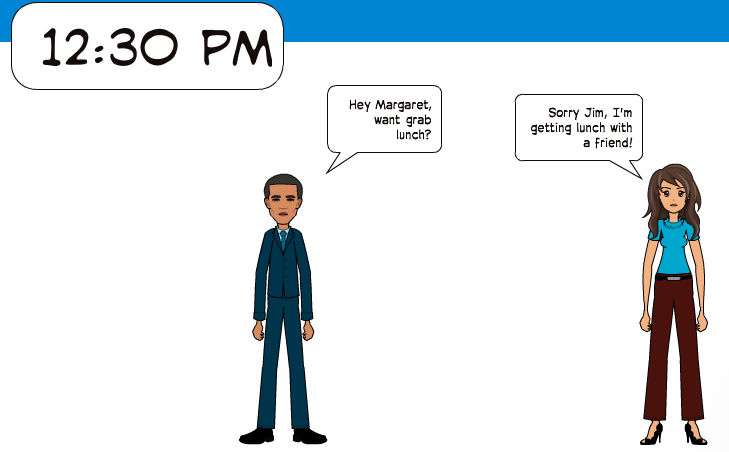 12:30 PM
Hey Margaret,
want grab
lunch?
Sorry Jim, I'm
getting lunch with
a friend!